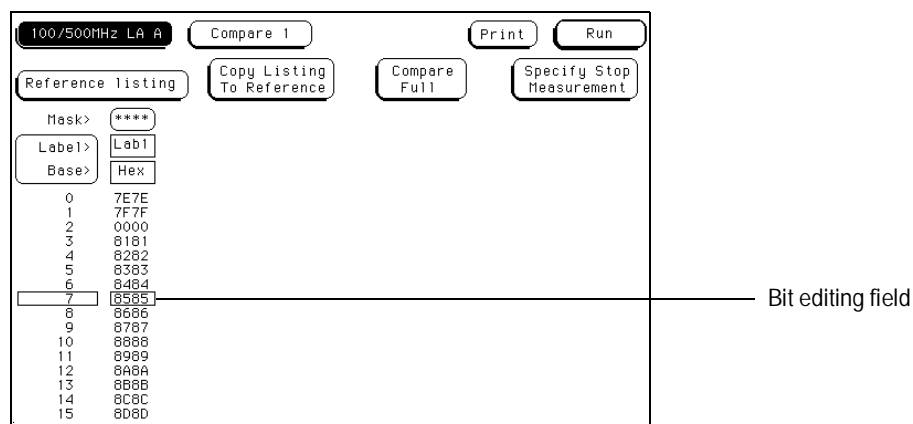 100/500MHz LA A Compare 1 Print Run
Reference listing Copy Listing To Reference Compare Full Specify Stop Measurement
Mask> ****
Label> Lab1
Base> Hex
0 7E7E
1 7F7F
2 0000
3 8181
4 8282
5 8383
6 8484
7 8585 Bit editing field
8 8686
9 8787
10 8888
11 8989
12 8A8A
13 8B8B
14 8C8C
15 8D8D